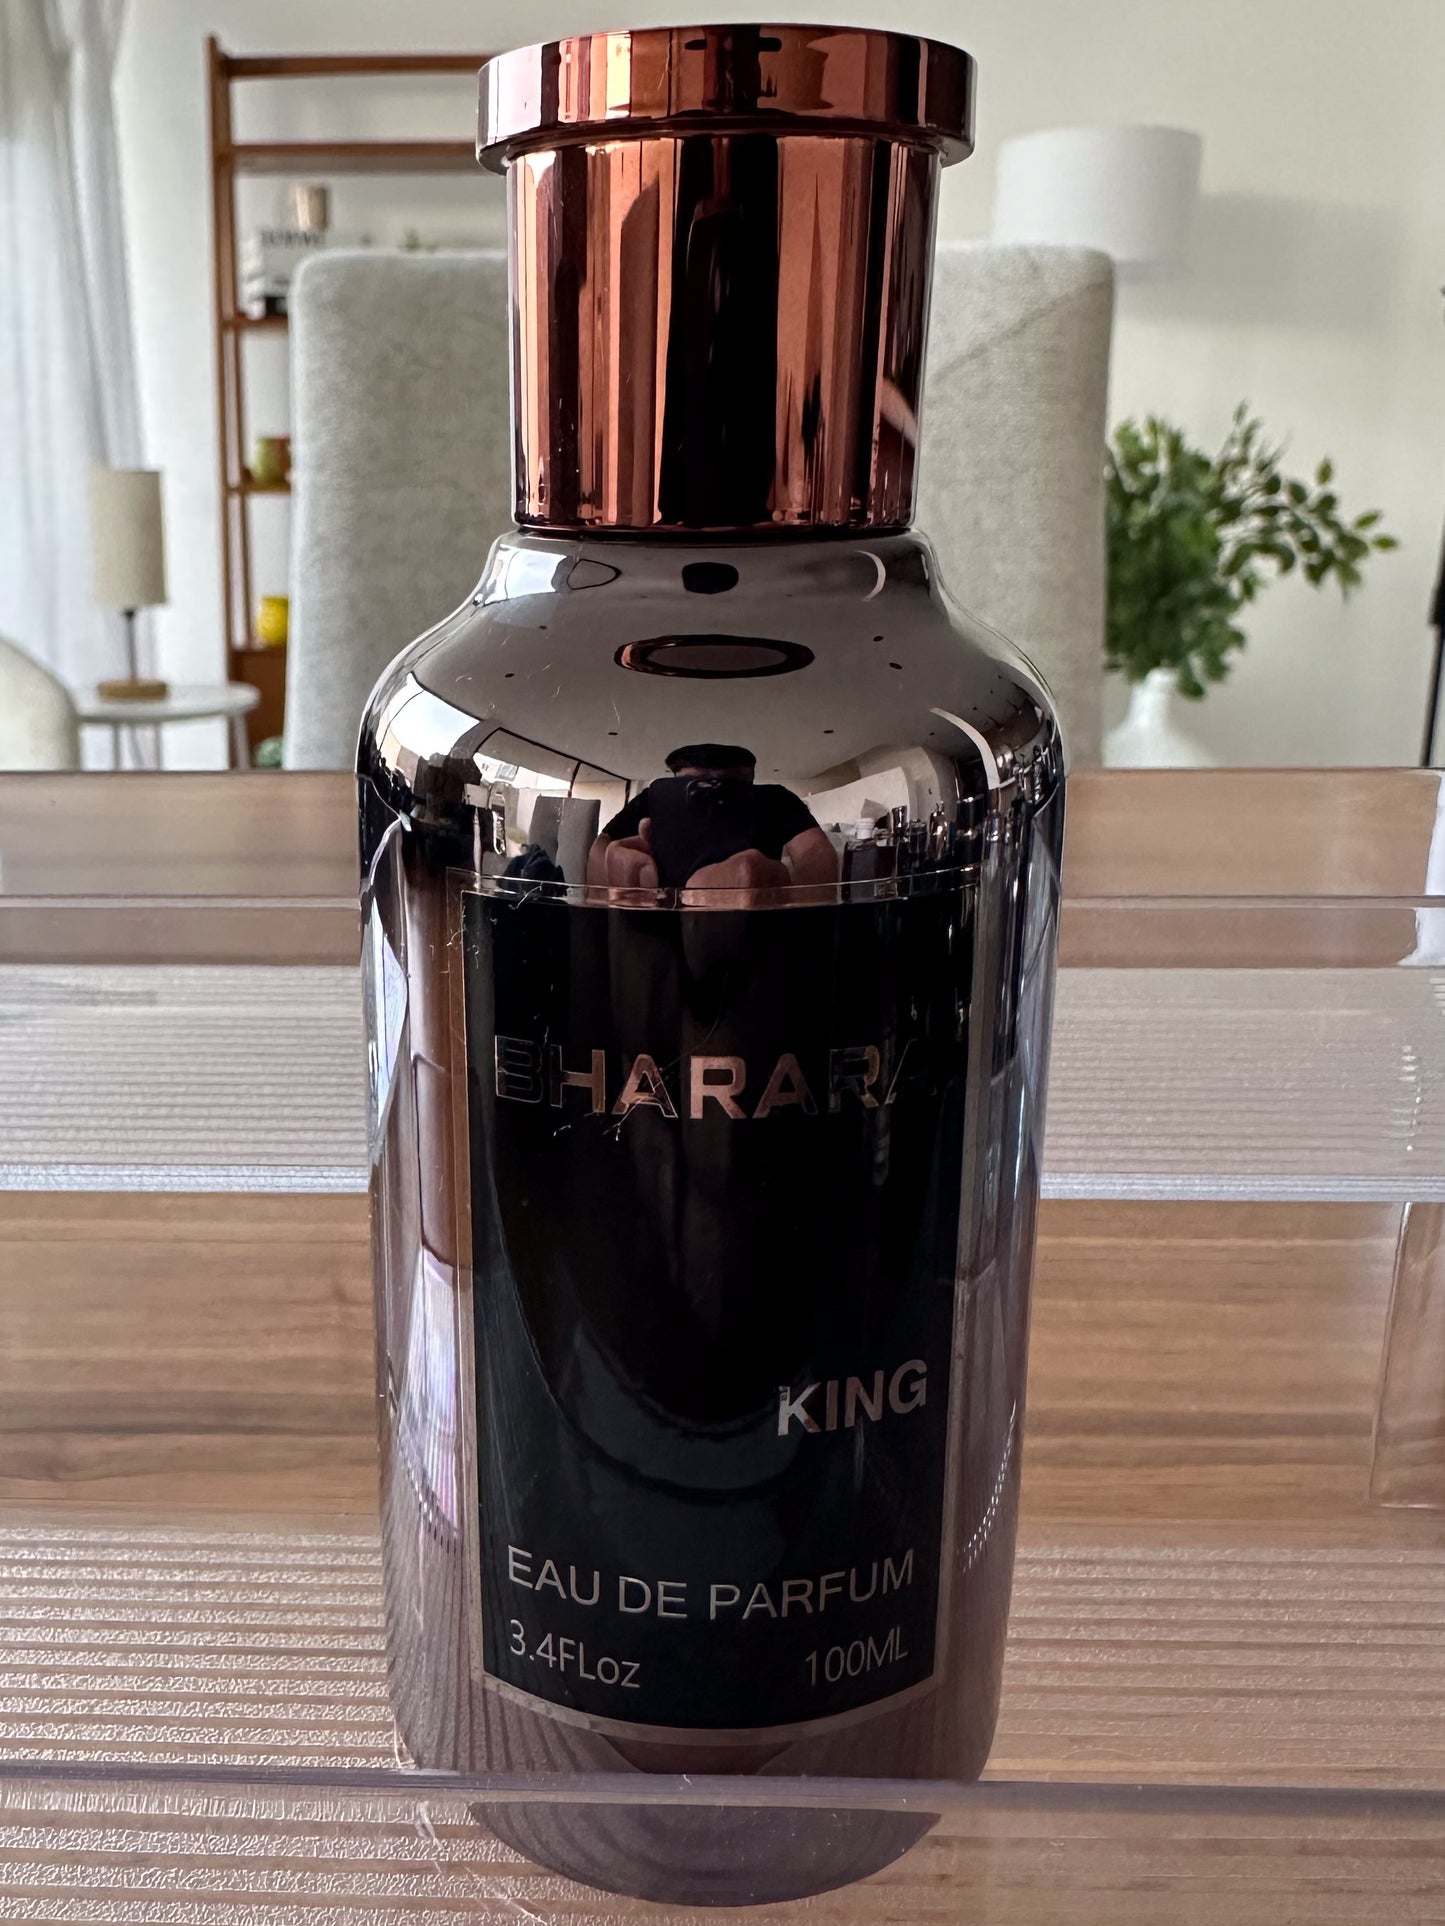 BHARARA
KING
EAU DE PARFUM
3.4FLoz 100ML